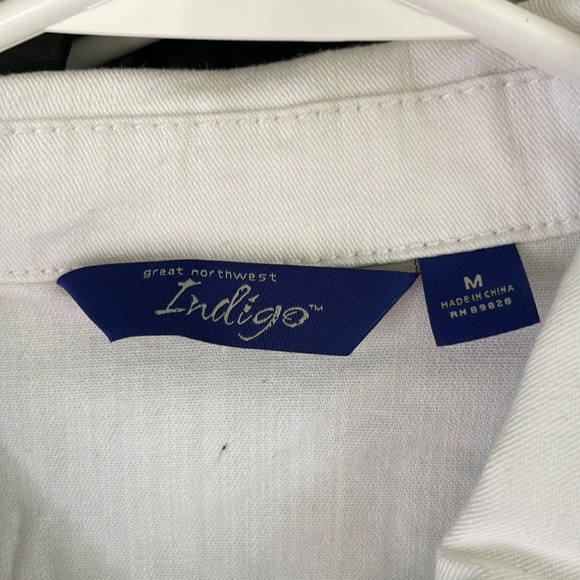 great northwest
Indigo™
M
MADE IN CHINA
RN 69828